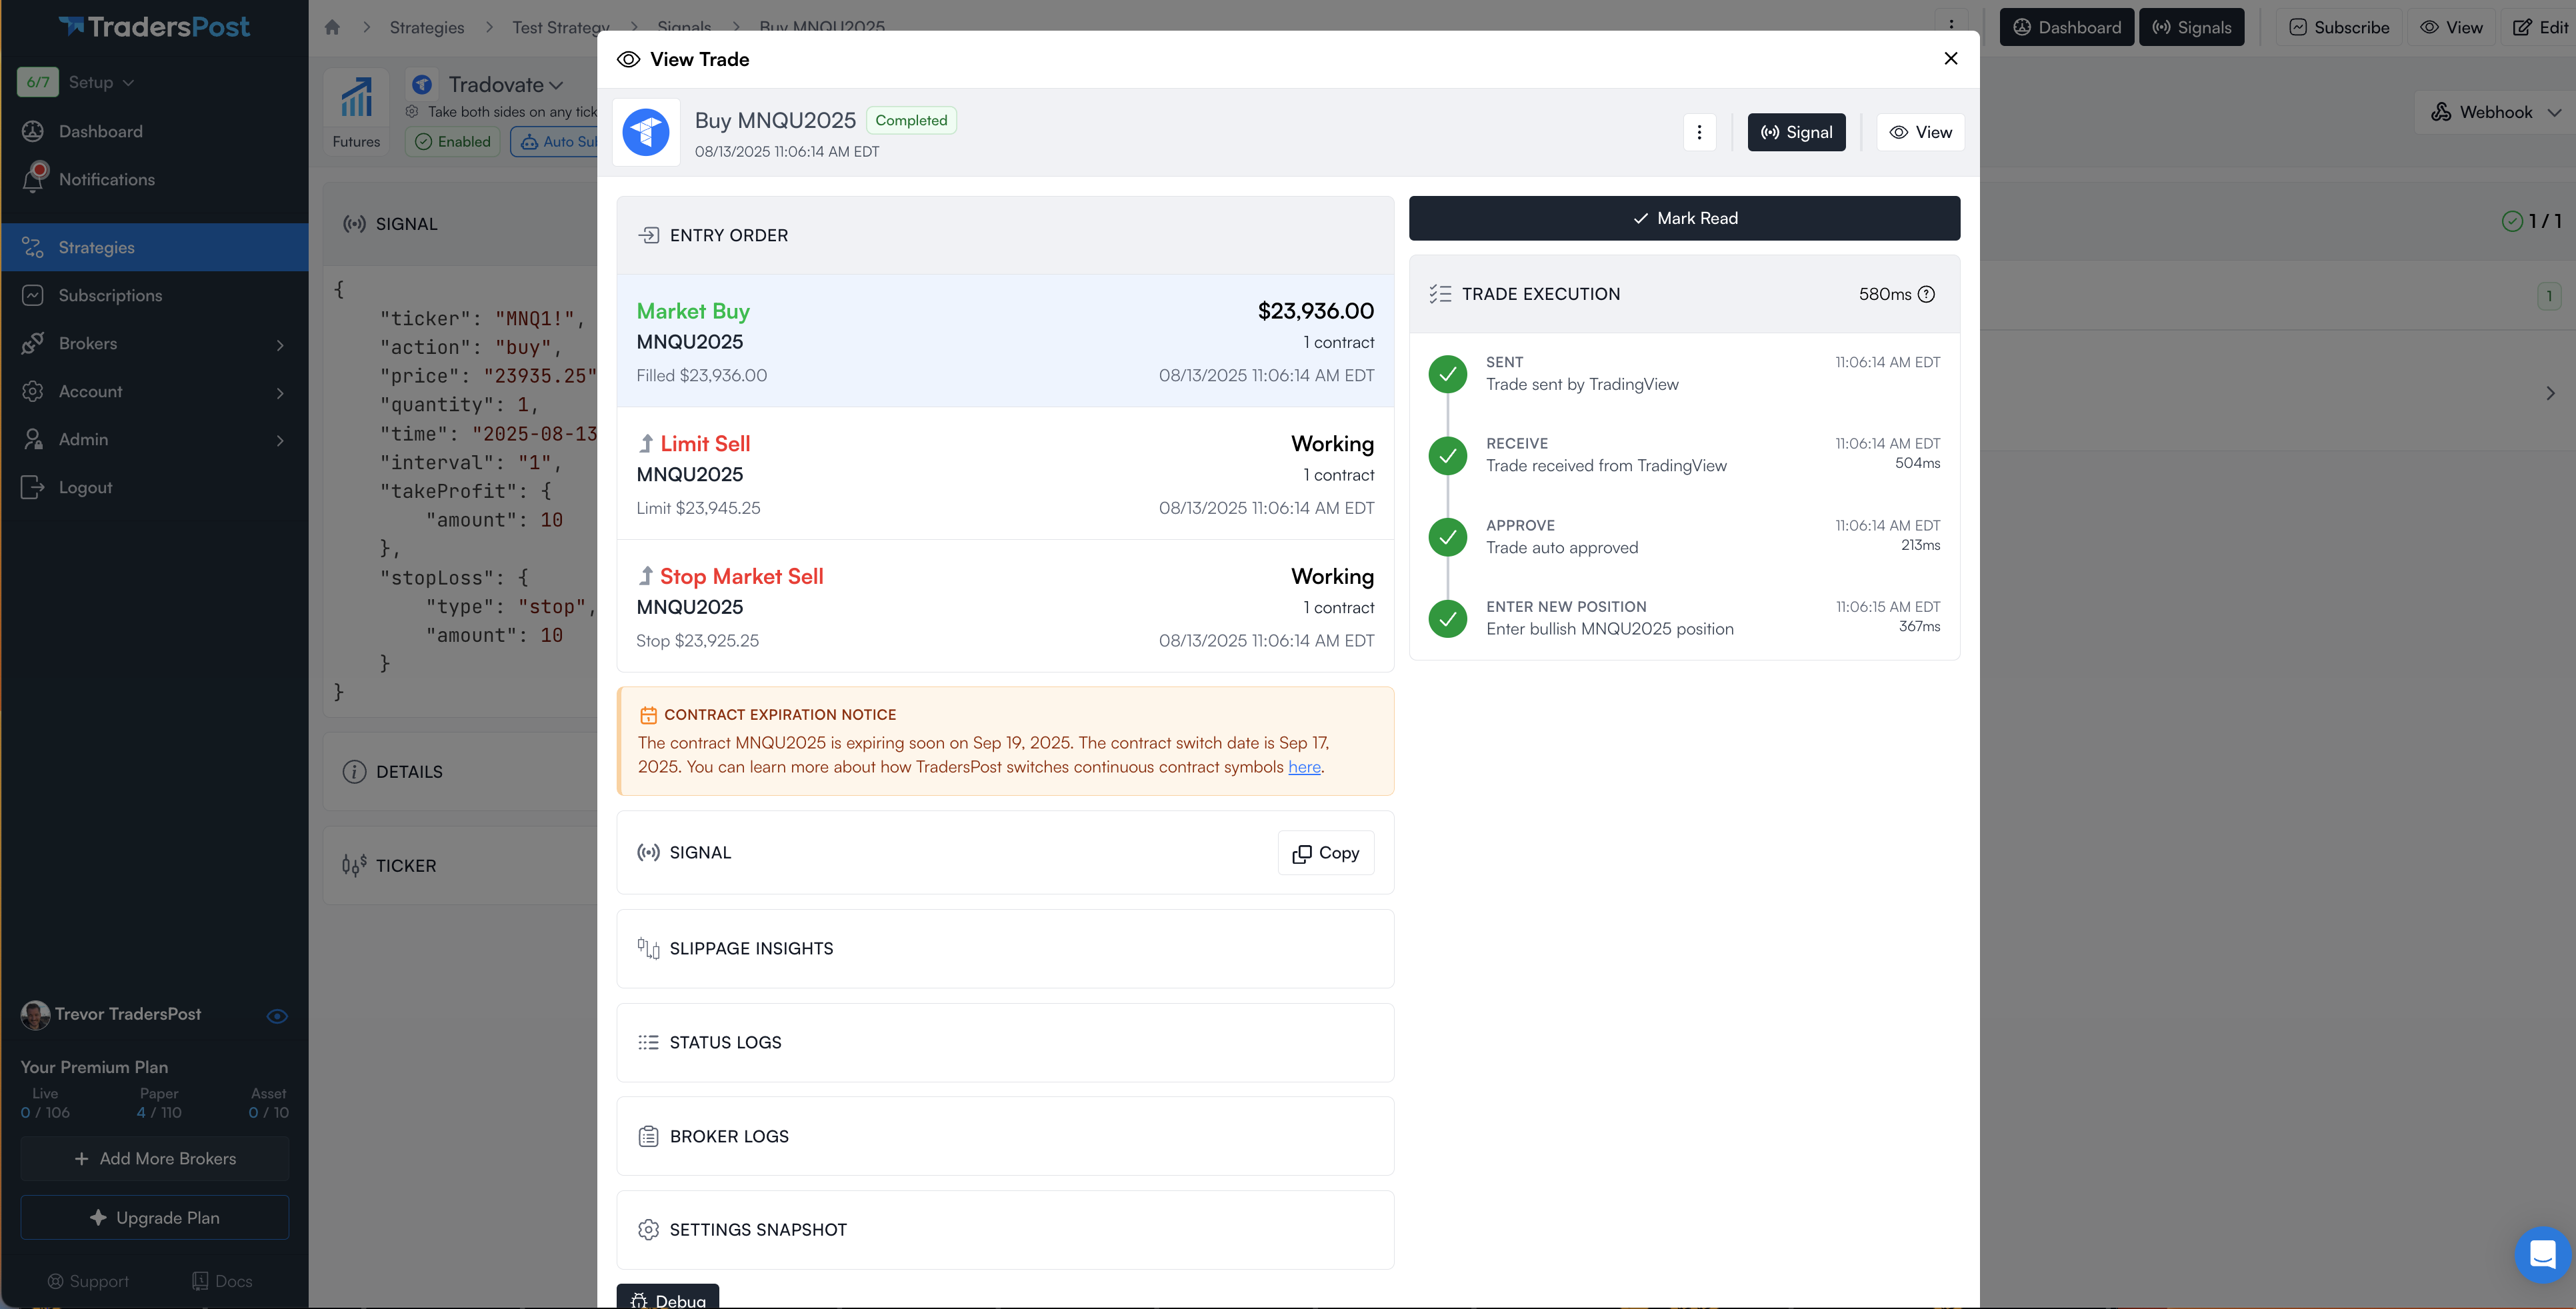 TradersPost
6/7 Setup
Dashboard
Notifications
Strategies
Subscriptions
Brokers
Account
Admin
Logout
Trevor TradersPost
Your Premium Plan
Live Paper Asset
0 / 106 4 / 110 0 / 10
Add More Brokers
Upgrade Plan
Support Docs
Strategies Test Strategy Signals Buy MNQU2025
Dashboard Signals Subscribe View Edit
Tradovate
Take both sides on any tick
Futures Enabled Auto Sub
Webhook
SIGNAL
1 / 1
1
{
"ticker": "MNQ1!",
"action": "buy",
"price": "23935.25"
"quantity": 1,
"time": "2025-08-13
"interval": "1",
"takeProfit": {
"amount": 10
},
"stopLoss": {
"type": "stop",
"amount": 10
}
}
DETAILS
TICKER
View Trade
Buy MNQU2025 Completed
08/13/2025 11:06:14 AM EDT
Signal View
ENTRY ORDER
Market Buy $23,936.00
MNQU2025 1 contract
Filled $23,936.00 08/13/2025 11:06:14 AM EDT
Limit Sell Working
MNQU2025 1 contract
Limit $23,945.25 08/13/2025 11:06:14 AM EDT
Stop Market Sell Working
MNQU2025 1 contract
Stop $23,925.25 08/13/2025 11:06:14 AM EDT
CONTRACT EXPIRATION NOTICE
The contract MNQU2025 is expiring soon on Sep 19, 2025. The contract switch date is Sep 17,
2025. You can learn more about how TradersPost switches continuous contract symbols here.
SIGNAL Copy
SLIPPAGE INSIGHTS
STATUS LOGS
BROKER LOGS
SETTINGS SNAPSHOT
Debug
Mark Read
TRADE EXECUTION 580ms
SENT 11:06:14 AM EDT
Trade sent by TradingView
RECEIVE 11:06:14 AM EDT
Trade received from TradingView 504ms
APPROVE 11:06:14 AM EDT
Trade auto approved 213ms
ENTER NEW POSITION 11:06:15 AM EDT
Enter bullish MNQU2025 position 367ms